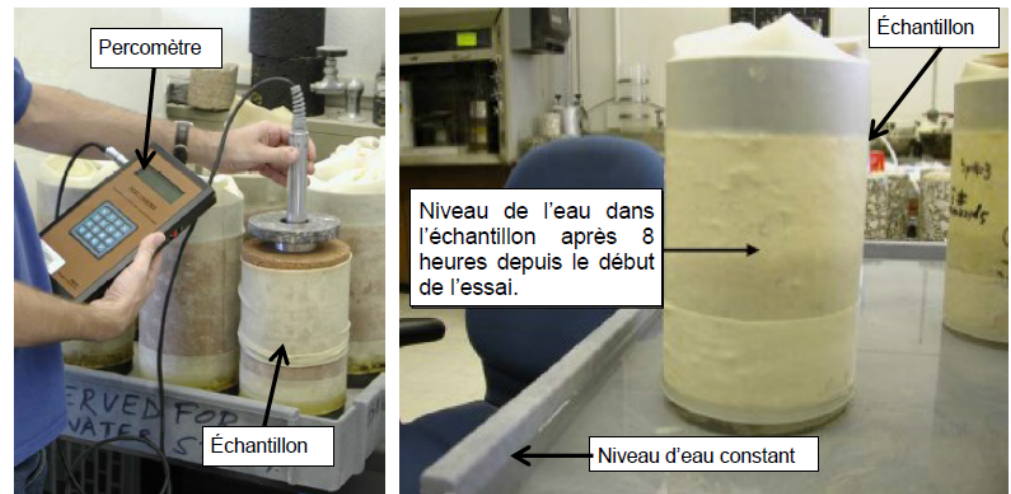 Percomètre
PERCOMETER
ERVED FOR
WATER S
Échantillon
Échantillon
Niveau de l'eau dans
l'échantillon après 8
heures depuis le début
de l'essai.
Niveau d'eau constant